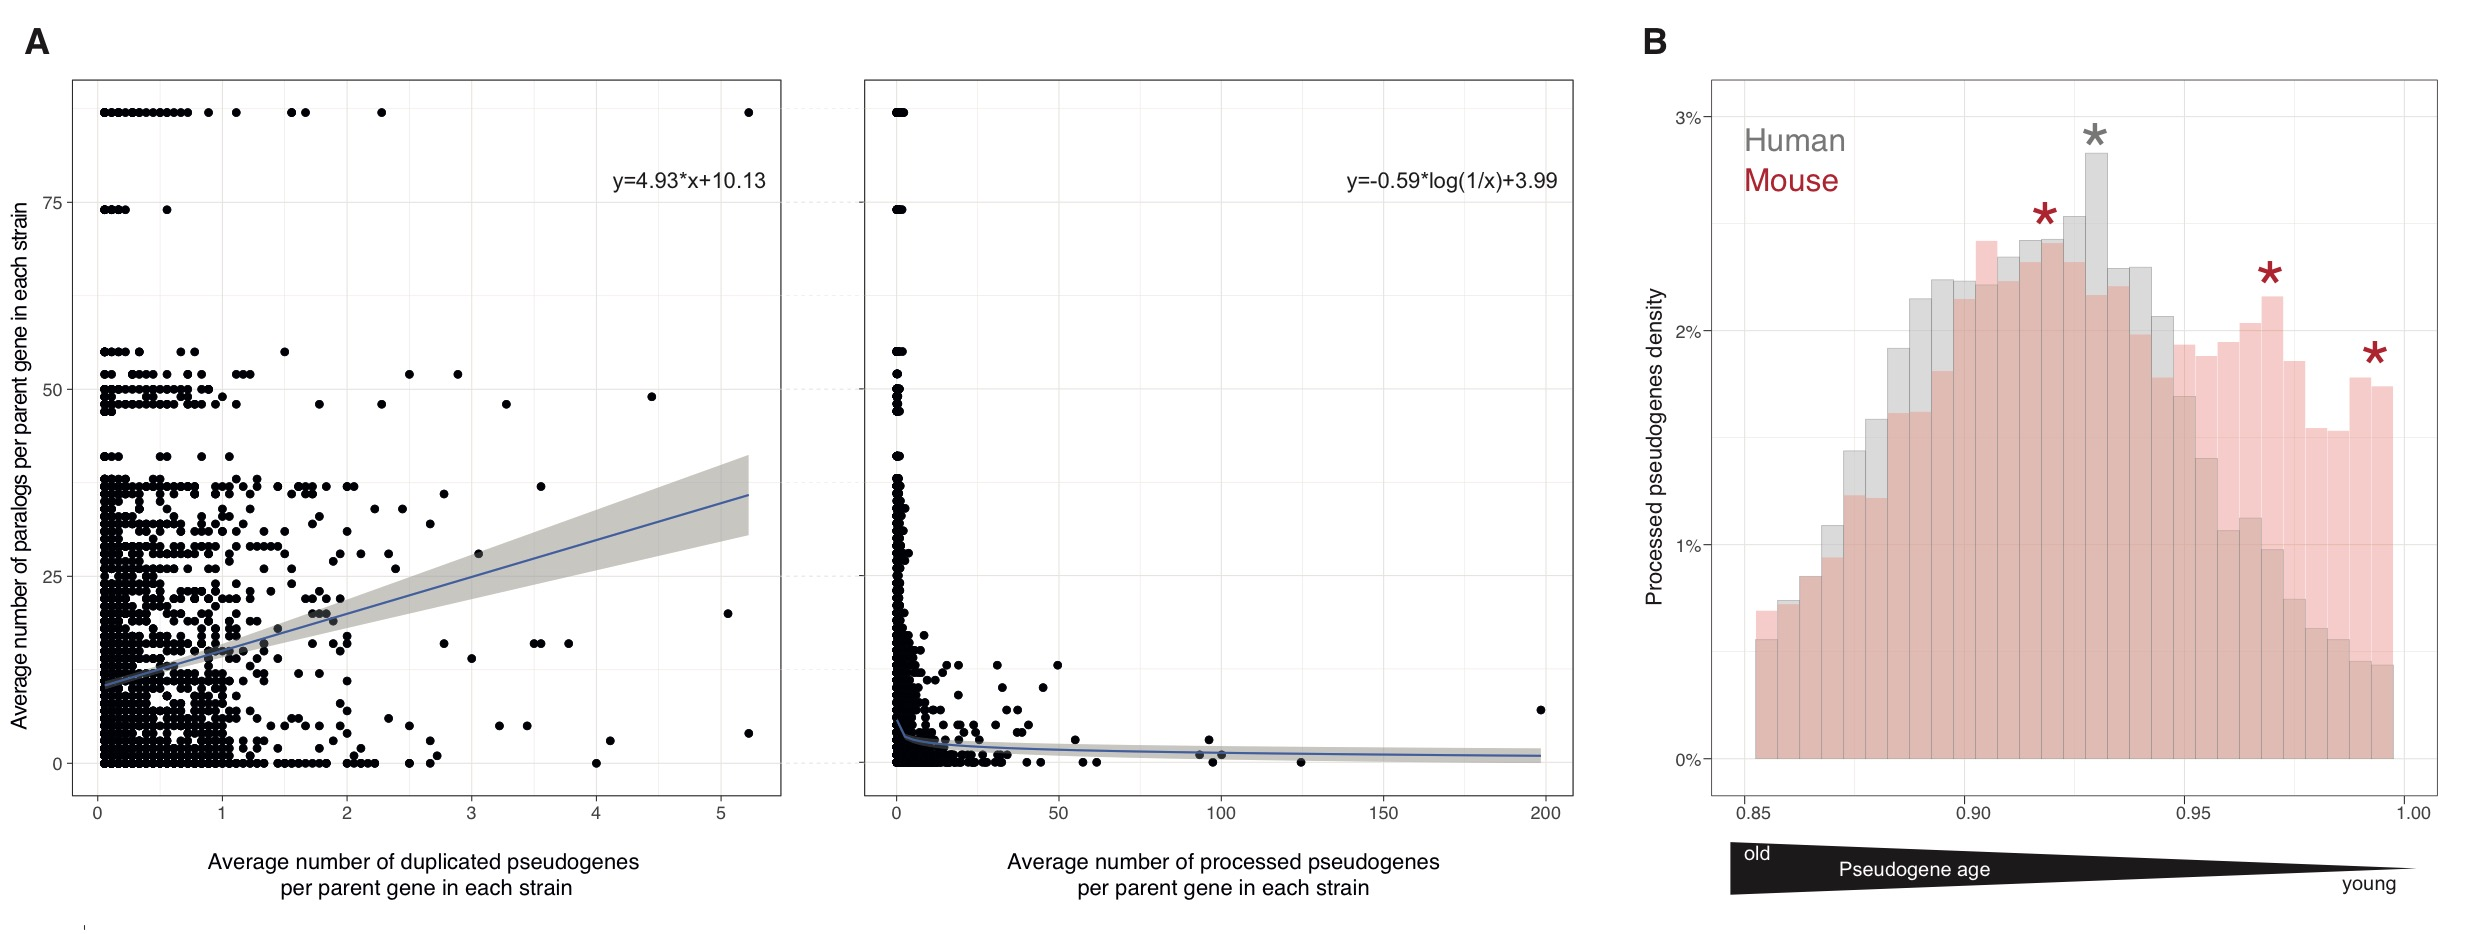 A
B
Average number of paralogs per parent gene in each strain
75
50
25
0
y=4.93*x+10.13
0 1 2 3 4 5
Average number of duplicated pseudogenes
per parent gene in each strain
y=-0.59*log(1/x)+3.99
0 50 100 150 200
Average number of processed pseudogenes
per parent gene in each strain
Processed pseudogenes density
3%
2%
1%
0%
Human
Mouse
*
*
*
*
0.85 0.90 0.95 1.00
old
Pseudogene age
young